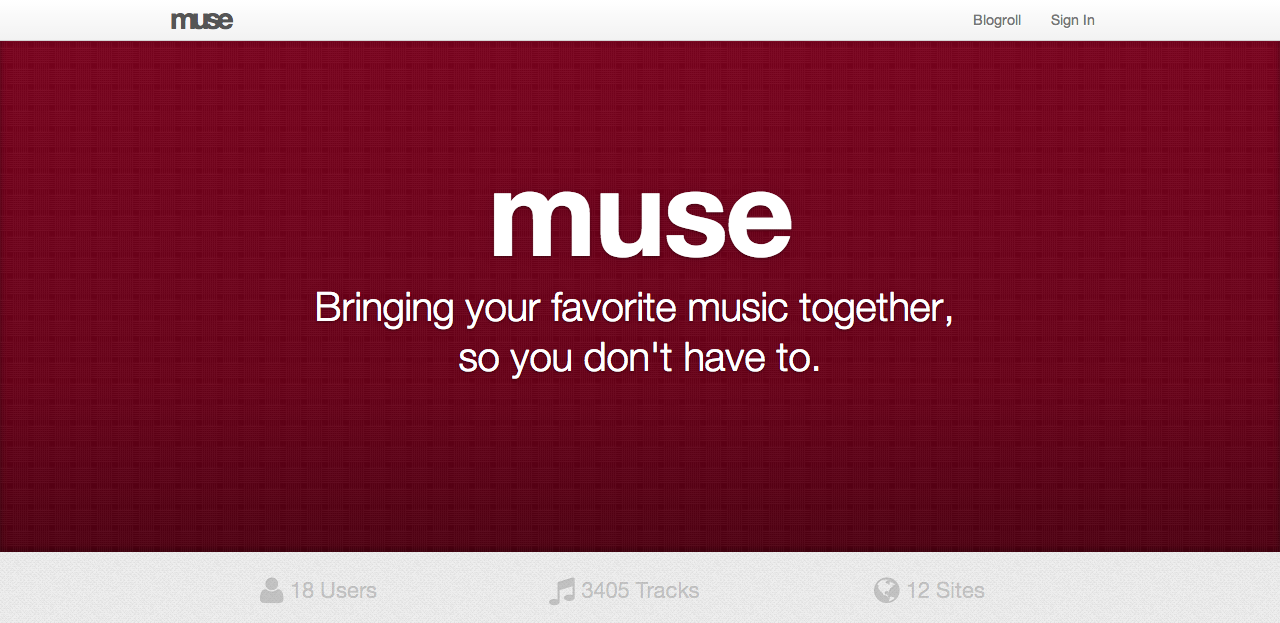 muse
Blogroll
Sign In
muse
Bringing your favorite music together,
so you don't have to.
18 Users
3405 Tracks
12 Sites